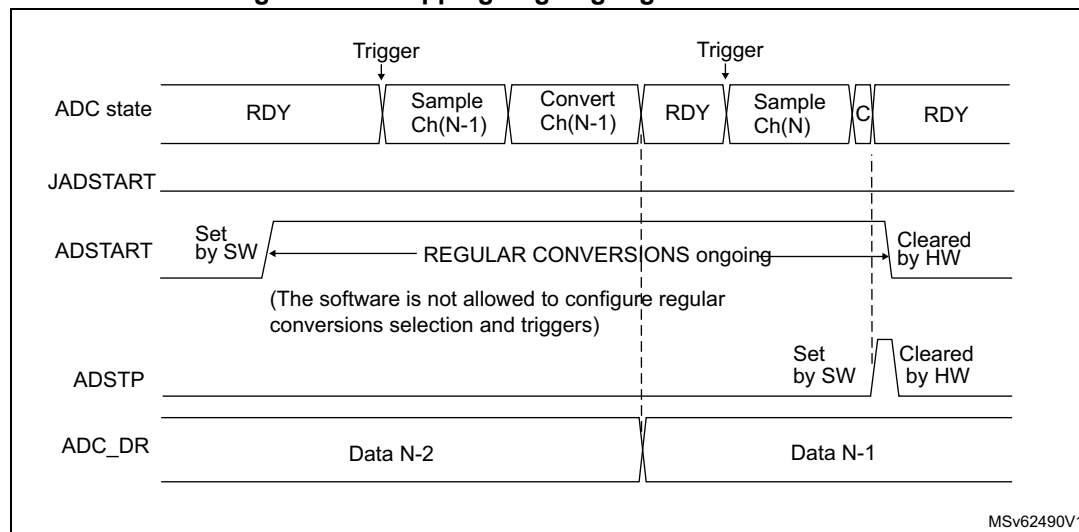 Trigger Trigger
ADC state RDY Sample Ch(N-1) Convert Ch(N-1) RDY Sample Ch(N) C RDY
JADSTART
ADSTART Set by SW REGULAR CONVERSIONS ongoing Cleared by HW
(The software is not allowed to configure regular
conversions selection and triggers)
ADSTP Set by SW Cleared by HW
ADC_DR Data N-2 Data N-1
MSv62490V1